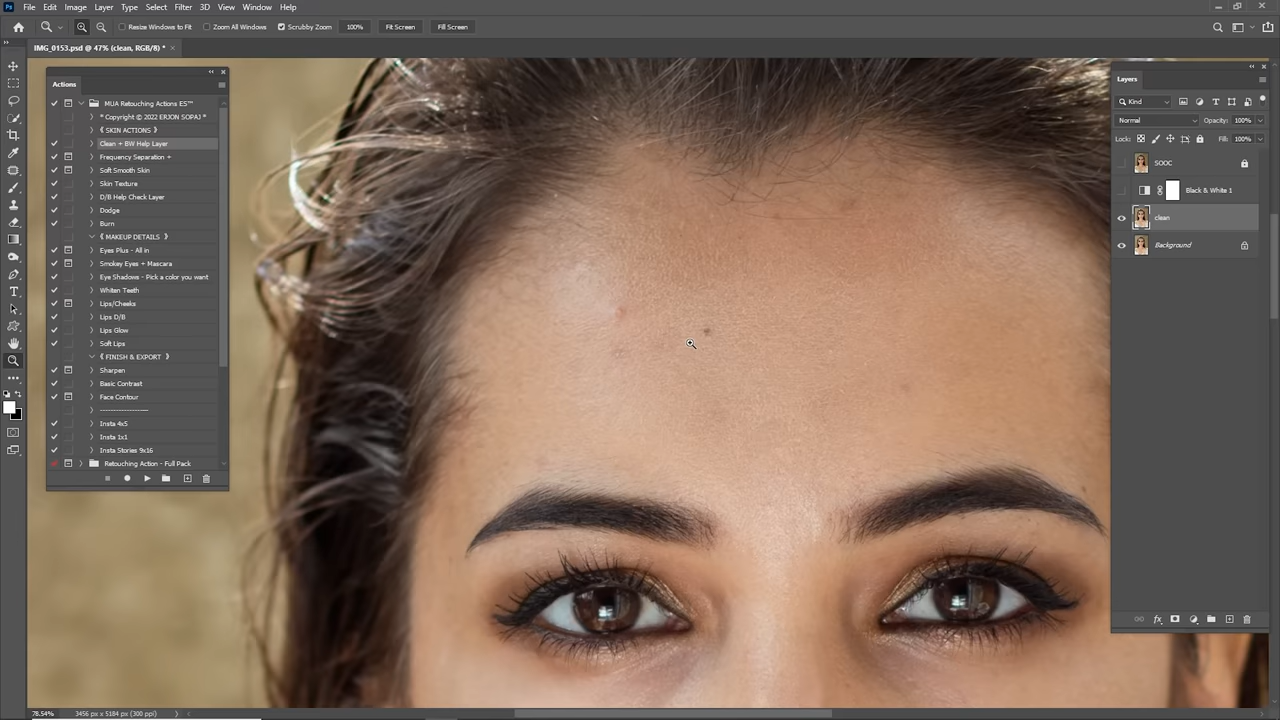 Ps File Edit Image Layer Type Select Filter 3D View Window Help
Resize Windows to Fit Zoom All Windows Scrubby Zoom 100% Fit Screen Fill Screen
IMG_0153.psd @ 47% (clean, RGB/8) *
Actions
MUA Retouching Actions ES™
* Copyright © 2022 ERJON SOPAJ *
《 SKIN ACTIONS 》
Clean + BW Help Layer
Frequency Separation +
Soft Smooth Skin
Skin Texture
D/B Help Check Layer
Dodge
Burn
《 MAKEUP DETAILS 》
Eyes Plus - All in
Smokey Eyes + Mascara
Eye Shadows - Pick a color you want
Whiten Teeth
Lips/Cheeks
Lips D/B
Lips Glow
Soft Lips
《 FINISH & EXPORT 》
Sharpen
Basic Contrast
Face Contour
-------------------
Insta 4x5
Insta 1x1
Insta Stories 9x16
Retouching Action - Full Pack
Layers
Kind
Normal Opacity: 100%
Lock: Fill: 100%
SOOC
Black & White 1
clean
Background
fx
78.54% 3456 px x 5184 px (300 ppi)